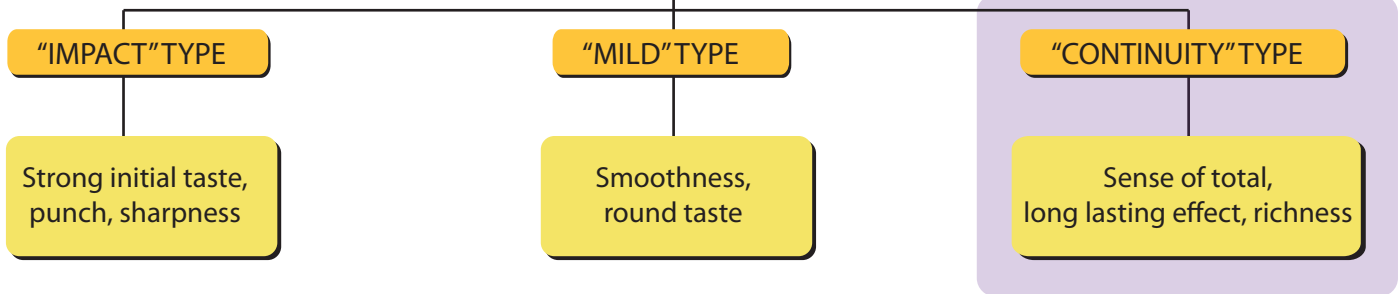 “IMPACT” TYPE
“MILD” TYPE
“CONTINUITY” TYPE
Strong initial taste,
punch, sharpness
Smoothness,
round taste
Sense of total,
long lasting effect, richness